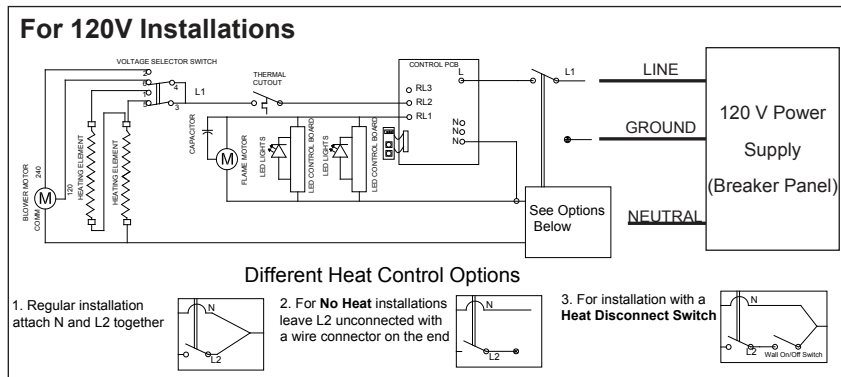 For 120V Installations
VOLTAGE SELECTOR SWITCH
2
6
4
1
5
3
L1
THERMAL
CUTOUT
CONTROL PCB
L
RL3
RL2
RL1
N
N
N
L1
LINE
GROUND
NEUTRAL
120 V Power
Supply
(Breaker Panel)
BLOWER MOTOR
M
240
120
COMM
HEATING ELEMENT
HEATING ELEMENT
CAPACITOR
M
FLAME MOTOR
LED LIGHTS
LED CONTROL BOARD
LED LIGHTS
LED CONTROL BOARD
See Options
Below
Different Heat Control Options
1. Regular installation
attach N and L2 together
N
L2
2. For No Heat installations
leave L2 unconnected with
a wire connector on the end
N
L2
3. For installation with a
Heat Disconnect Switch
N
L2
Wall On/Off Switch